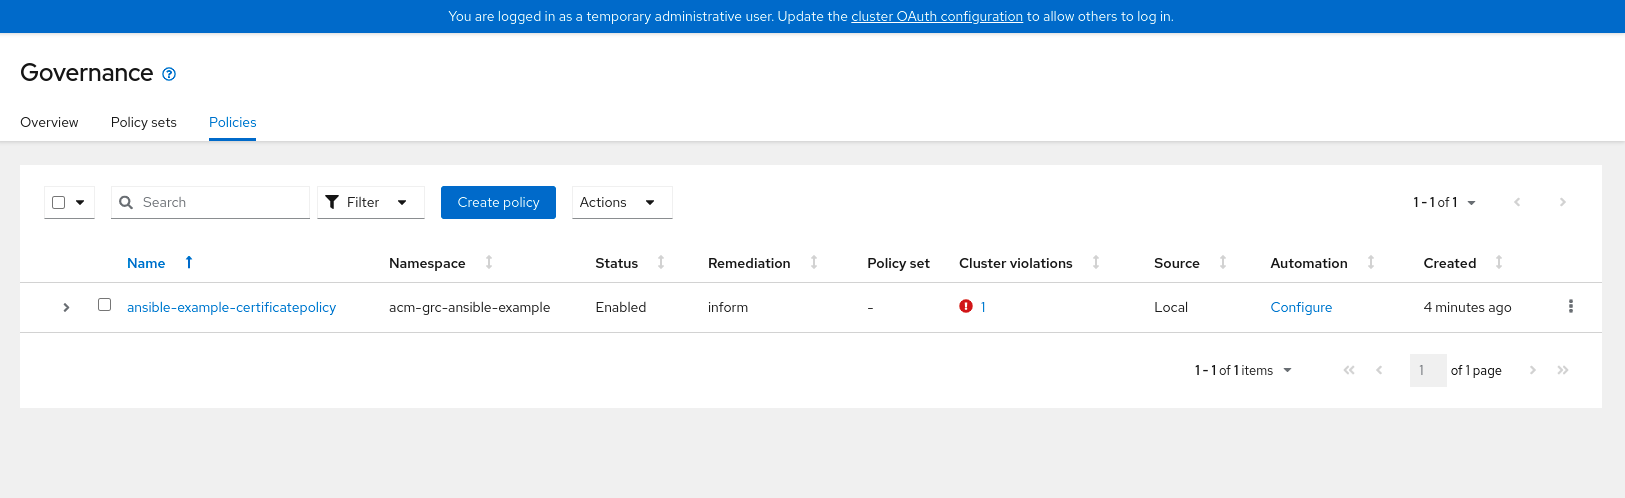 You are logged in as a temporary administrative user. Update the cluster OAuth configuration to allow others to log in.
Governance
Overview Policy sets Policies
Search Filter Create policy Actions 1 - 1 of 1
Name Namespace Status Remediation Policy set Cluster violations Source Automation Created
ansible-example-certificatepolicy acm-grc-ansible-example Enabled inform - 1 Local Configure 4 minutes ago
1 - 1 of 1 items 1 of 1 page